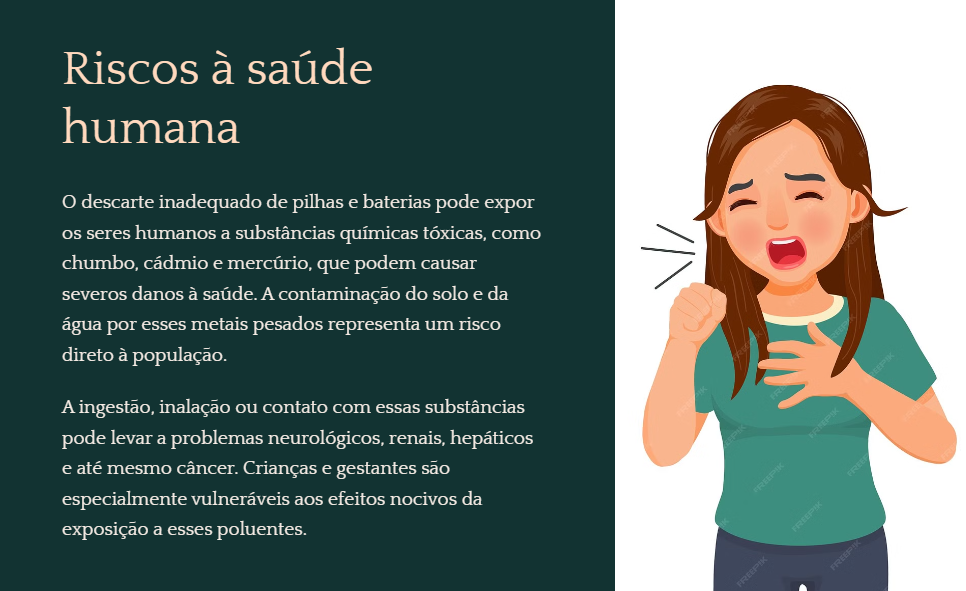 Riscos à saúde
humana
O descarte inadequado de pilhas e baterias pode expor
os seres humanos a substâncias químicas tóxicas, como
chumbo, cádmio e mercúrio, que podem causar
severos danos à saúde. A contaminação do solo e da
água por esses metais pesados representa um risco
direto à população.
A ingestão, inalação ou contato com essas substâncias
pode levar a problemas neurológicos, renais, hepáticos
e até mesmo câncer. Crianças e gestantes são
especialmente vulneráveis aos efeitos nocivos da
exposição a esses poluentes.